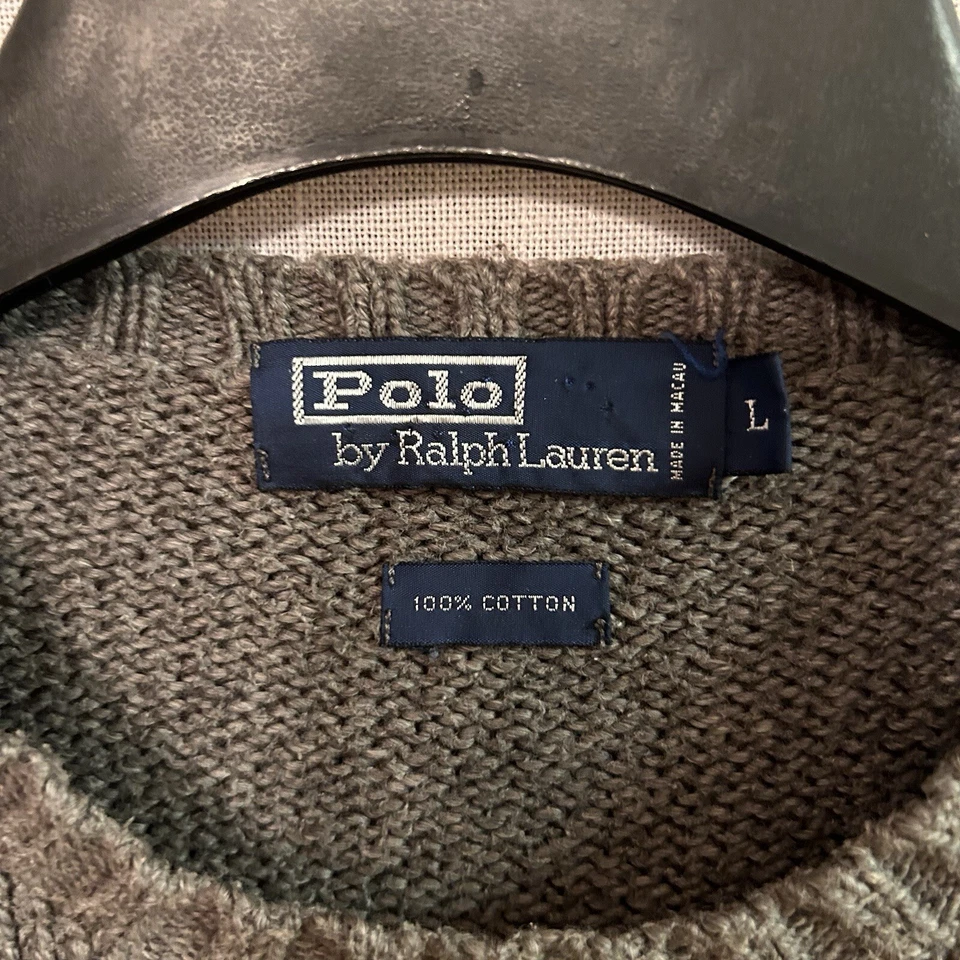 Polo
by Ralph Lauren
MADE IN MACAU
L
100% COTTON